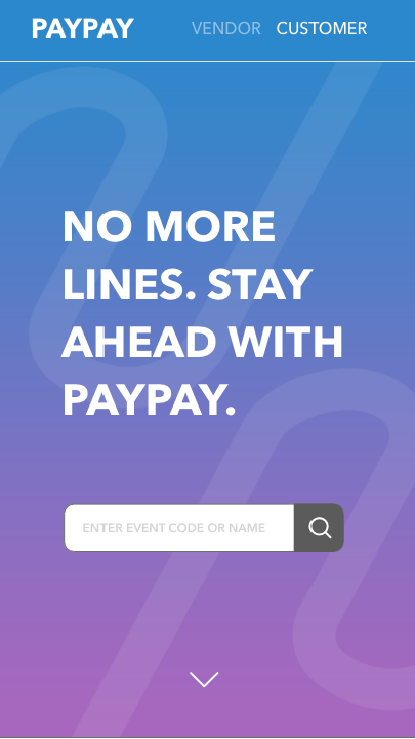 PAYPAY VENDOR CUSTOMER
NO MORE
LINES. STAY
AHEAD WITH
PAYPAY.
ENTER EVENT CODE OR NAME